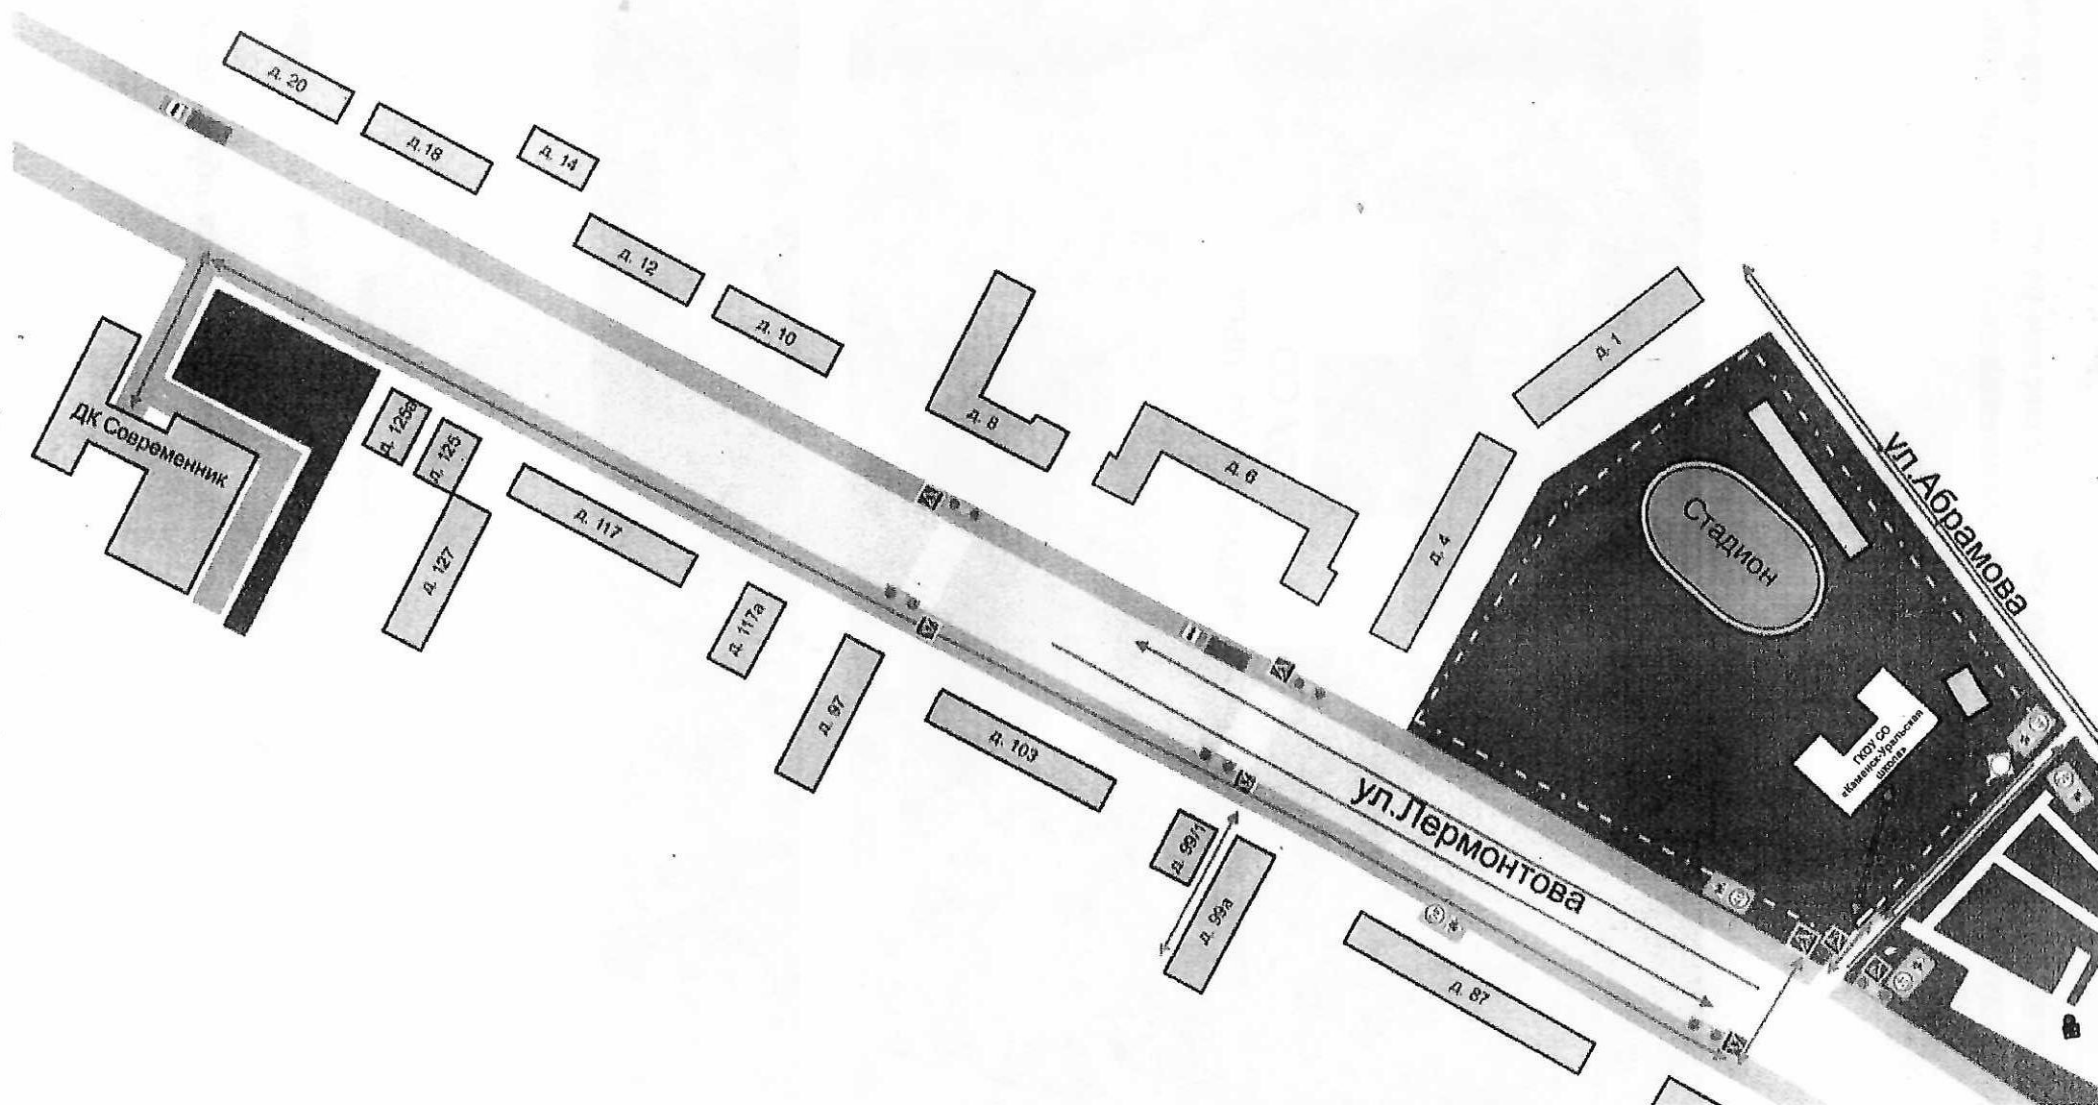 д. 20
д. 18
д. 14
д. 12
д. 10
д. 8
д. 6
д. 4
д. 1
ул.Абрамова
Стадион
ГКОУ СО
«Каменск-Уральская
школа»
ДК Современник
д. 125а
д. 125
д. 127
д. 117
д. 117а
д. 97
д. 103
д. 99/1
д. 99а
ул.Лермонтова
д. 87